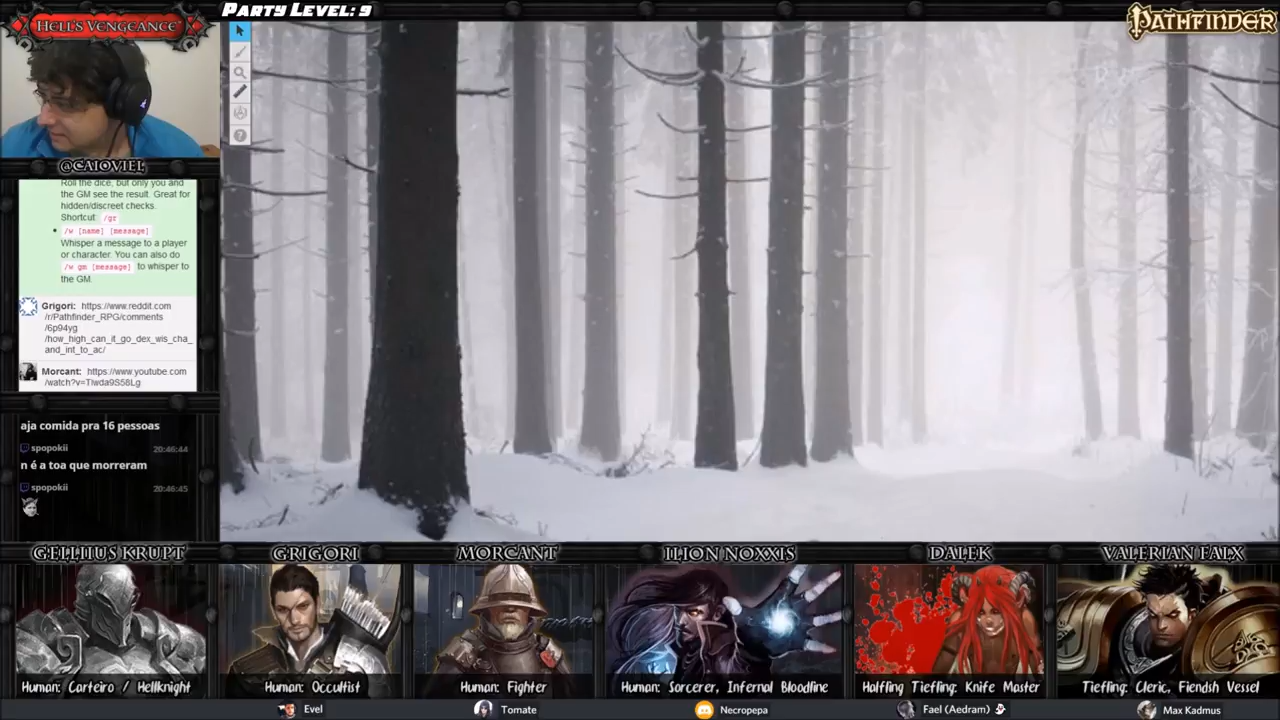 HELL'S VENGEANCE
PARTY LEVEL: 9
PATHFINDER
@CAIOVIEL
Roll the dice, but only you and
the GM see the result. Great for
hidden/discreet checks.
Shortcut: /gr
/w [name] [message]
Whisper a message to a player
or character. You can also do
/w gm [message] to whisper to
the GM.
Grigori: https://www.reddit.com
/r/Pathfinder_RPG/comments
/6p94yg
/how_high_can_it_go_dex_wis_cha_
and_int_to_ac/
Morcant: https://www.youtube.com
/watch?v=TIwda9S58Lg
aja comida pra 16 pessoas
spopokii 20:46:44
n é a toa que morreram
spopokii 20:46:45
GELLIUS KRUPT
GRIGORI
MORCANT
ILION NOXXIS
DALEK
VALERIAN FALX
Human: Carteiro / Hellknight
Human: Occultist
Human: Fighter
Human: Sorcerer, Infernal Bloodline
Halfling Tiefling: Knife Master
Tiefling: Cleric, Fiendsh Vessel
Evel
Tomate
Necropepa
Fael (Aedram)
Max Kadmus